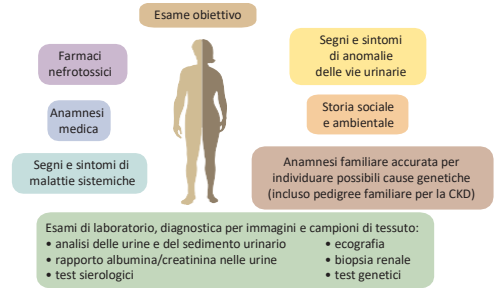 Esame obiettivo
Farmaci
nefrotossici
Segni e sintomi
di anomalie
delle vie urinarie
Anamnesi
medica
Storia sociale
e ambientale
Segni e sintomi di
malattie sistemiche
Anamnesi familiare accurata per
individuare possibili cause genetiche
(incluso pedigree familiare per la CKD)
Esami di laboratorio, diagnostica per immagini e campioni di tessuto:
• analisi delle urine e del sedimento urinario
• rapporto albumina/creatinina nelle urine
• test sierologici
• ecografia
• biopsia renale
• test genetici